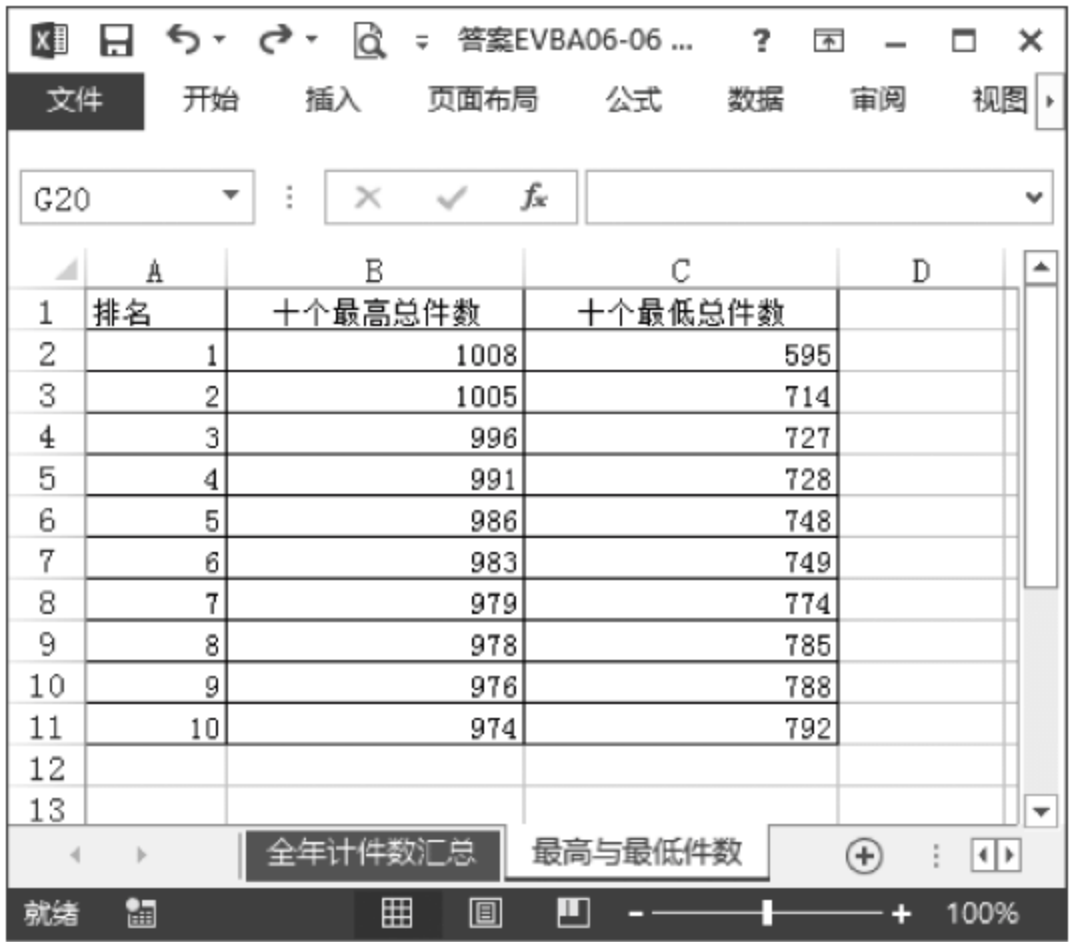 答案EVBA06-06 ... ?
文件 开始 插入 页面布局 公式 数据 审阅 视图
G20 fx
A B C D
1 排名 十个最高总件数 十个最低总件数
2 1 1008 595
3 2 1005 714
4 3 996 727
5 4 991 728
6 5 986 748
7 6 983 749
8 7 979 774
9 8 978 785
10 9 976 788
11 10 974 792
12
13
全年计件数汇总 最高与最低件数
就绪 100%